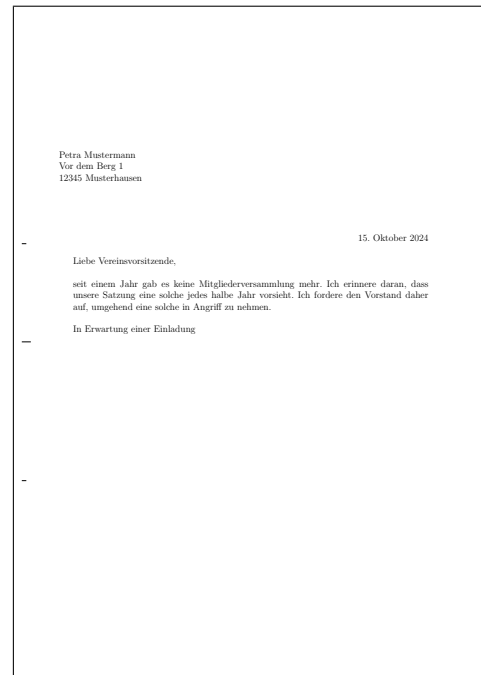 Petra Mustermann
Vor dem Berg 1
12345 Musterhausen
15. Oktober 2024
Liebe Vereinsvorsitzende,
seit einem Jahr gab es keine Mitgliederversammlung mehr. Ich erinnere daran, dass
unsere Satzung eine solche jedes halbe Jahr vorsieht. Ich fordere den Vorstand daher
auf, umgehend eine solche in Angriff zu nehmen.
In Erwartung einer Einladung